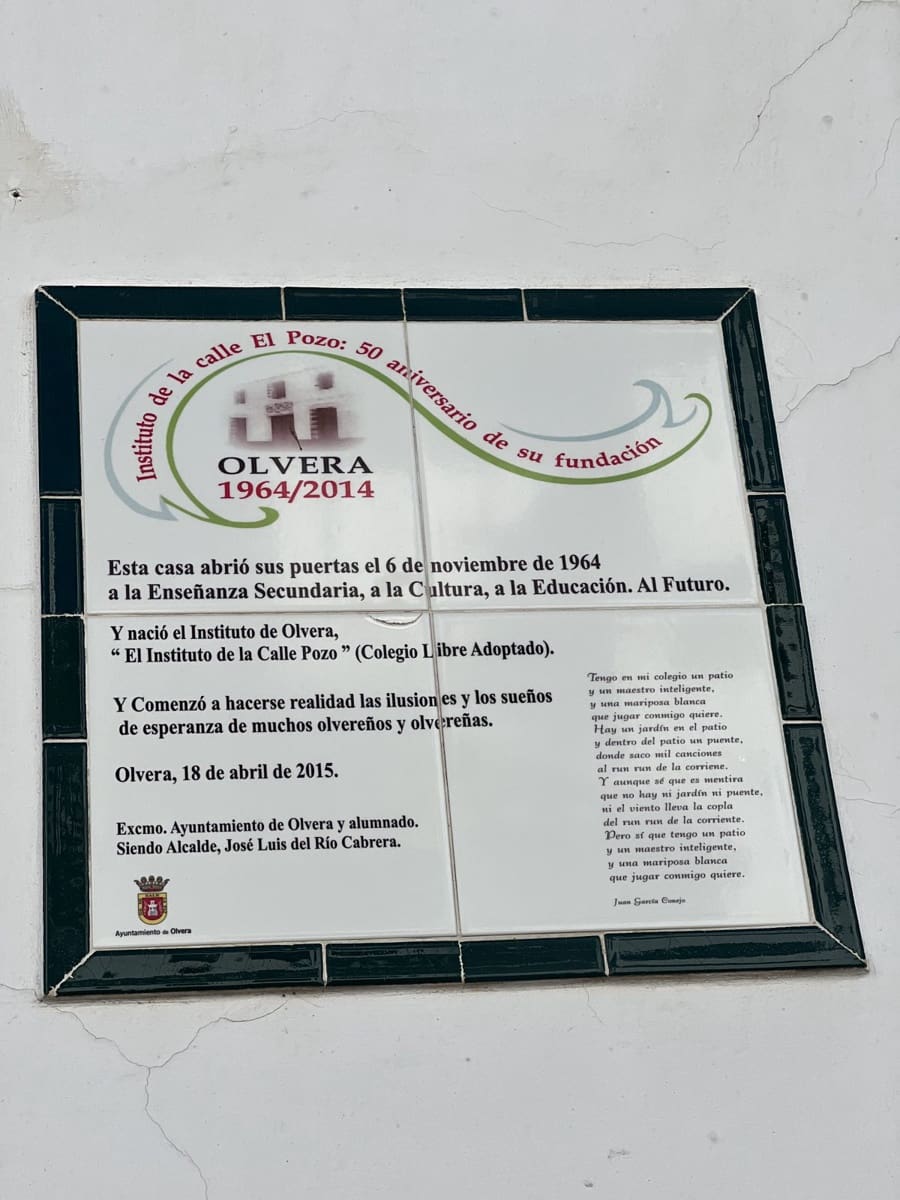 Instituto de la calle El Pozo: 50 aniversario de su fundación
OLVERA
1964/2014
Esta casa abrió sus puertas el 6 de noviembre de 1964
a la Enseñanza Secundaria, a la Cultura, a la Educación. Al Futuro.
Y nació el Instituto de Olvera,
“ El Instituto de la Calle Pozo ” (Colegio Libre Adoptado).
Y Comenzó a hacerse realidad las ilusiones y los sueños
de esperanza de muchos olvereños y olvereñas.
Olvera, 18 de abril de 2015.
Excmo. Ayuntamiento de Olvera y alumnado.
Siendo Alcalde, José Luis del Río Cabrera.
Ayuntamiento de Olvera
Tengo en mi colegio un patio
y un maestro inteligente,
y una mariposa blanca
que jugar conmigo quiere.
Hay un jardín en el patio
y dentro del patio un puente,
donde saco mil canciones
al run run de la corriene.
Y aunque sé que es mentira
que no hay ni jardín ni puente,
ni el viento lleva la copla
del run run de la corriente.
Pero sí que tengo un patio
y un maestro inteligente,
y una mariposa blanca
que jugar conmigo quiere.
Juan García Conejo